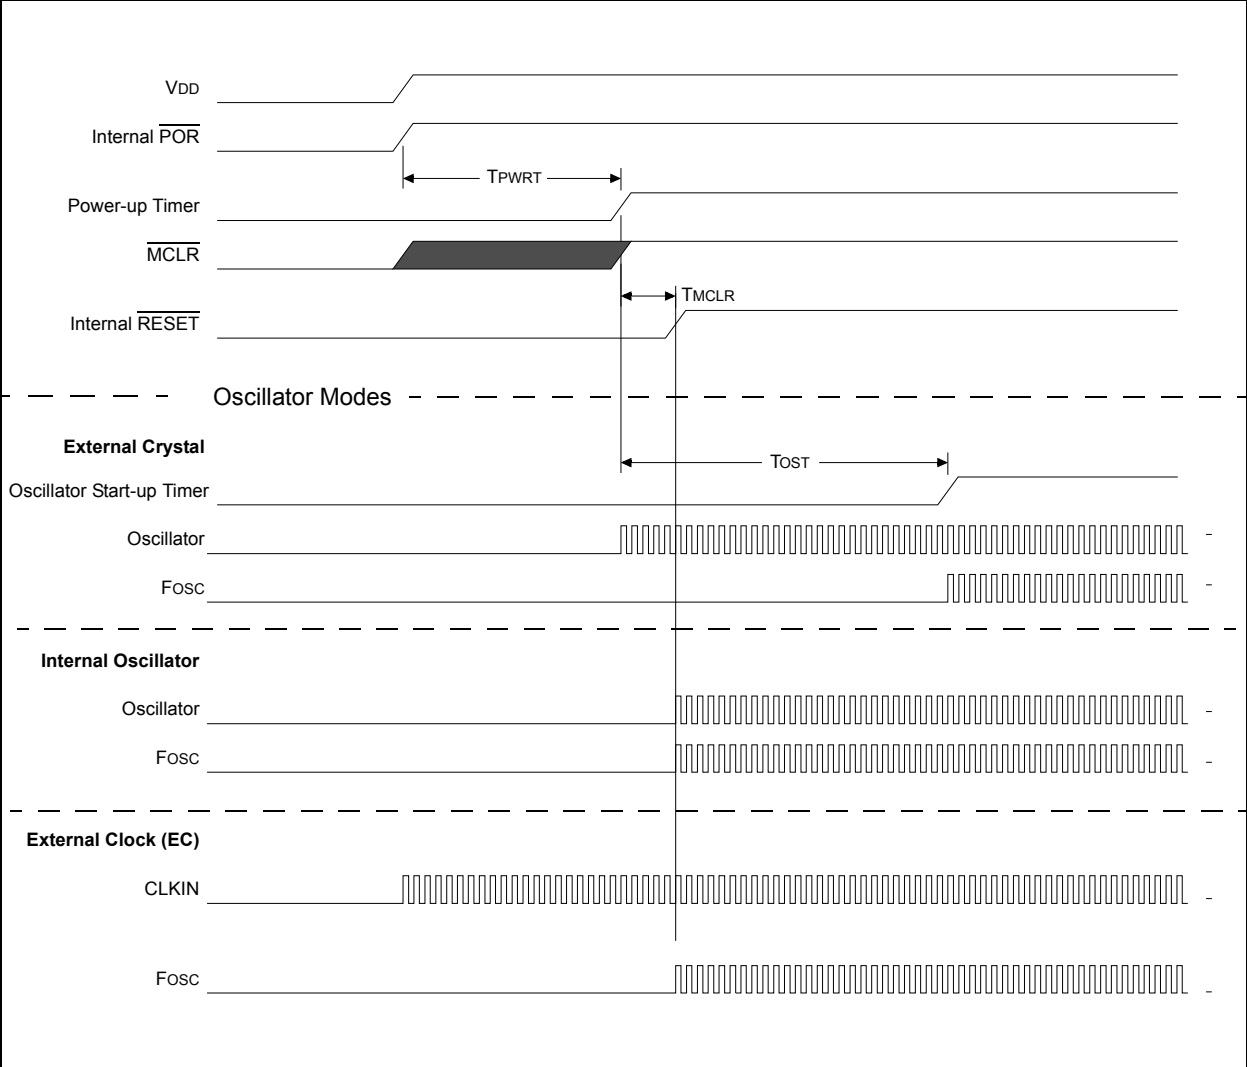 VDD
Internal POR
TPWRT
Power-up Timer
MCLR
TMCLR
Internal RESET
Oscillator Modes
External Crystal
TOST
Oscillator Start-up Timer
Oscillator
FOSC
Internal Oscillator
Oscillator
FOSC
External Clock (EC)
CLKIN
FOSC